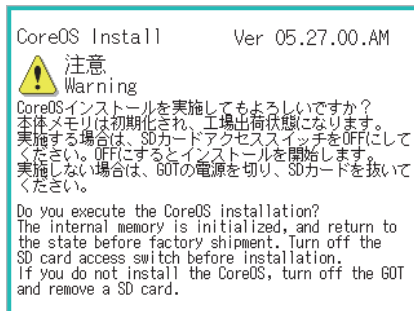 CoreOS Install Ver 05.27.00.AM
注意
Warning
CoreOSインストールを実施してもよろしいですか？
本体メモリは初期化され、工場出荷状態になります。
実施する場合は、SDカードアクセススイッチをOFFにして
ください。OFFにするとインストールを開始します。
実施しない場合は、GOTの電源を切り、SDカードを抜いて
ください。
Do you execute the CoreOS installation?
The internal memory is initialized, and return to
the state before factory shipment. Turn off the
SD card access switch before installation.
If you do not install the CoreOS, turn off the GOT
and remove a SD card.